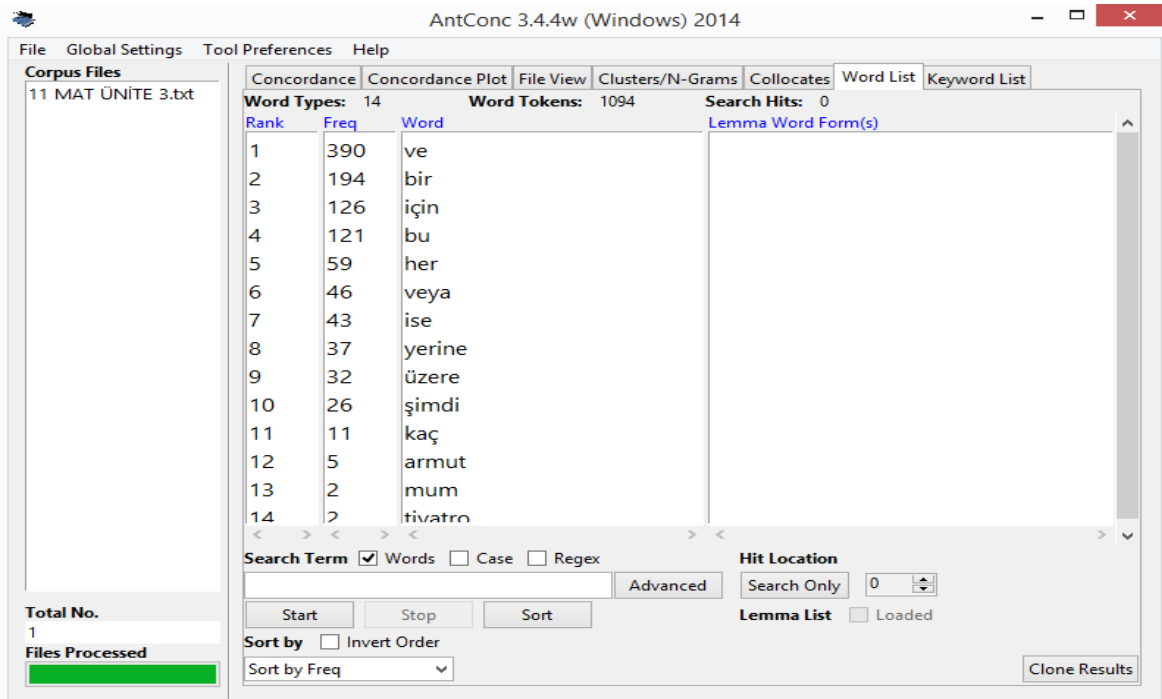 AntConc 3.4.4w (Windows) 2014
File Global Settings Tool Preferences Help
Corpus Files
11 MAT ÜNİTE 3.txt
Concordance Concordance Plot File View Clusters/N-Grams Collocates Word List Keyword List
Word Types: 14 Word Tokens: 1094 Search Hits: 0
Rank Freq Word Lemma Word Form(s)
1 390 ve
2 194 bir
3 126 için
4 121 bu
5 59 her
6 46 veya
7 43 ise
8 37 yerine
9 32 üzere
10 26 şimdi
11 11 kaç
12 5 armut
13 2 mum
14 2 tiyatro
Search Term Words Case Regex Hit Location
Advanced Search Only 0
Start Stop Sort Lemma List Loaded
Sort by Invert Order
Sort by Freq Clone Results
Total No.
1
Files Processed